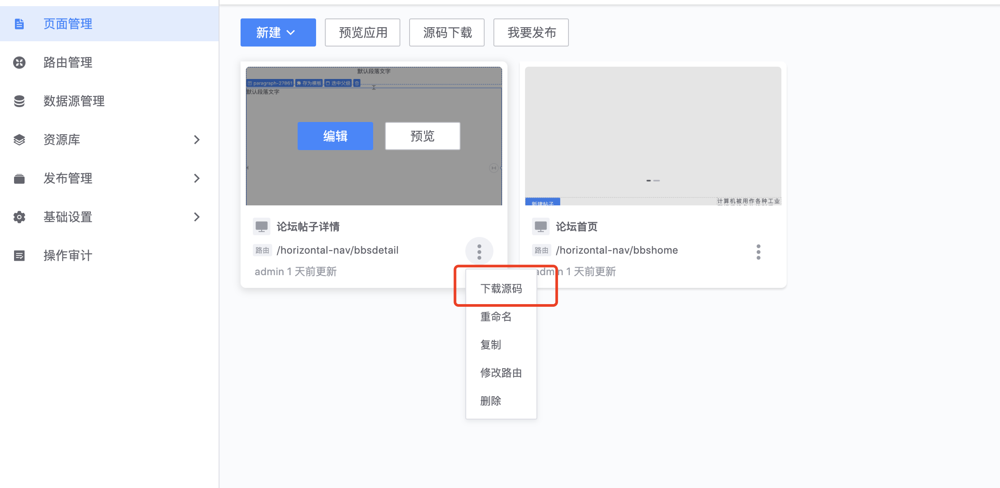 页面管理
路由管理
数据源管理
资源库
发布管理
基础设置
操作审计
新建
预览应用
源码下载
我要发布
默认段落文字
paragraph-27861
存为模板
选中父级
默认段落文字
编辑
预览
论坛帖子详情
路由
/horizontal-nav/bbsdetail
admin 1 天前更新
新建帖子
计算机被用作各种工业
论坛首页
路由
/horizontal-nav/bbshome
admin 1 天前更新
下载源码
重命名
复制
修改路由
删除